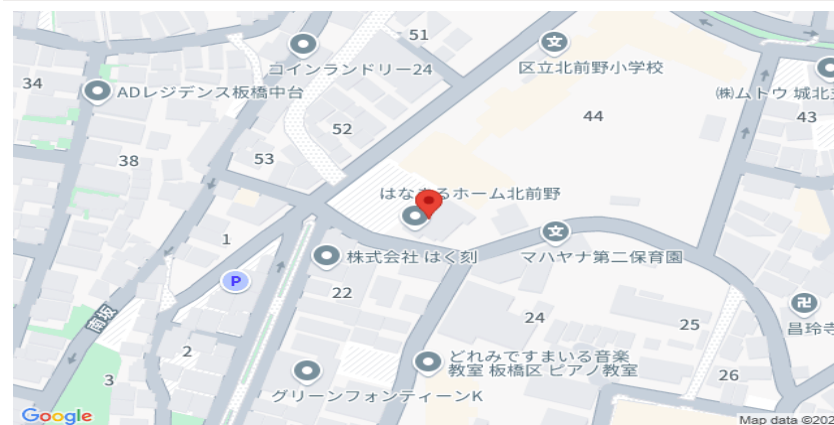 51
コインランドリー24
区立北前野小学校
34
ADレジデンス板橋中台
(株)ムトウ 城北支
43
44
52
38
53
はなまるホーム北前野
1
株式会社 はく刻
マハヤナ第二保育園
P
22
24
25
昌玲寺
南坂
2
どれみですまいる音楽
教室 板橋区 ピアノ教室
3
グリーンフォンティーンK
26
Google
Map data ©202